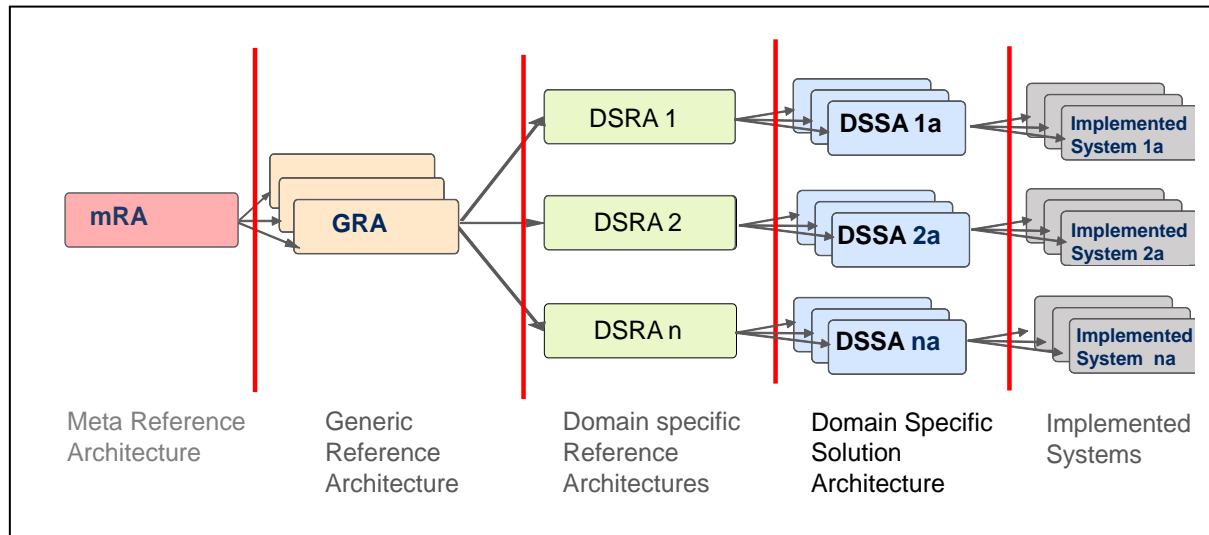 mRA
GRA
DSRA 1
DSRA 2
DSRA n
DSSA 1a
DSSA 2a
DSSA na
Implemented
System 1a
Implemented
System 2a
Implemented
System na
Meta Reference
Architecture
Generic
Reference
Architecture
Domain specific
Reference
Architectures
Domain Specific
Solution
Architecture
Implemented
Systems